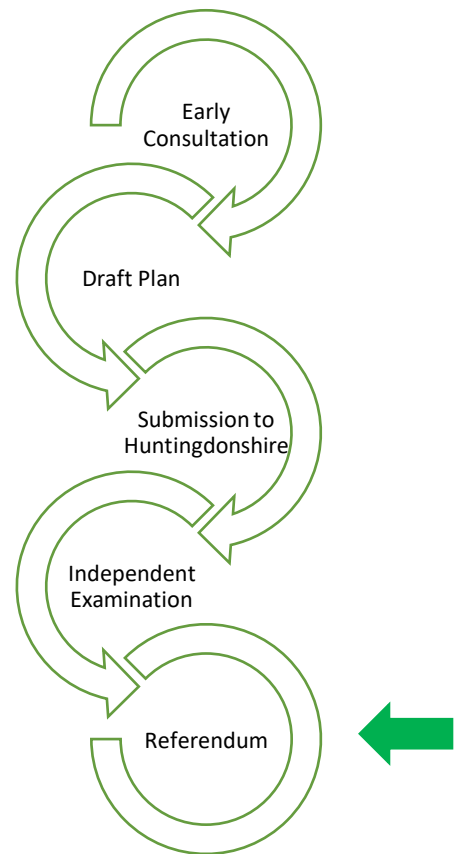 Early
Consultation
Draft Plan
Submission to
Huntingdonshire
Independent
Examination
Referendum